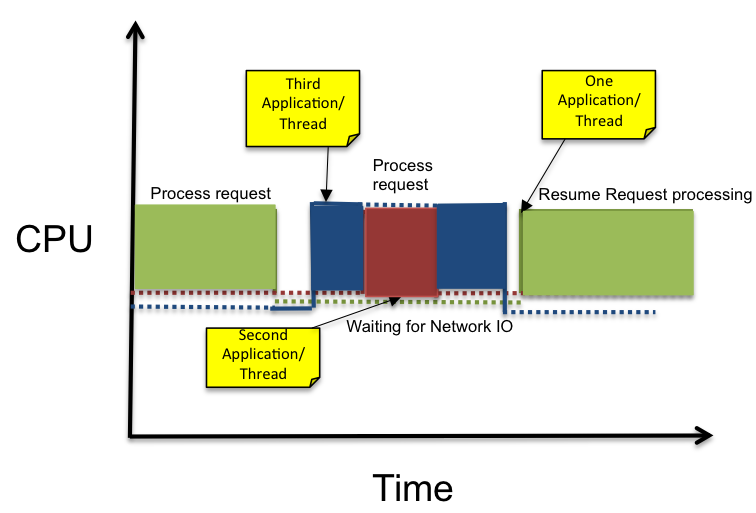 Third
Application/
Thread
One
Application/
Thread
Process
request
Process request
Resume Request processing
CPU
Waiting for Network IO
Second
Application/
Thread
Time